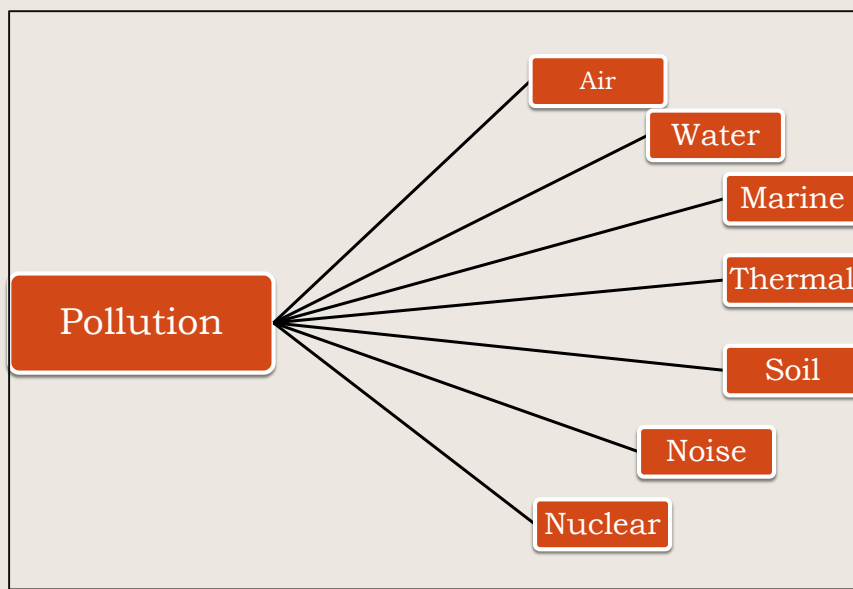 Air
Water
Marine
Thermal
Pollution
Soil
Noise
Nuclear